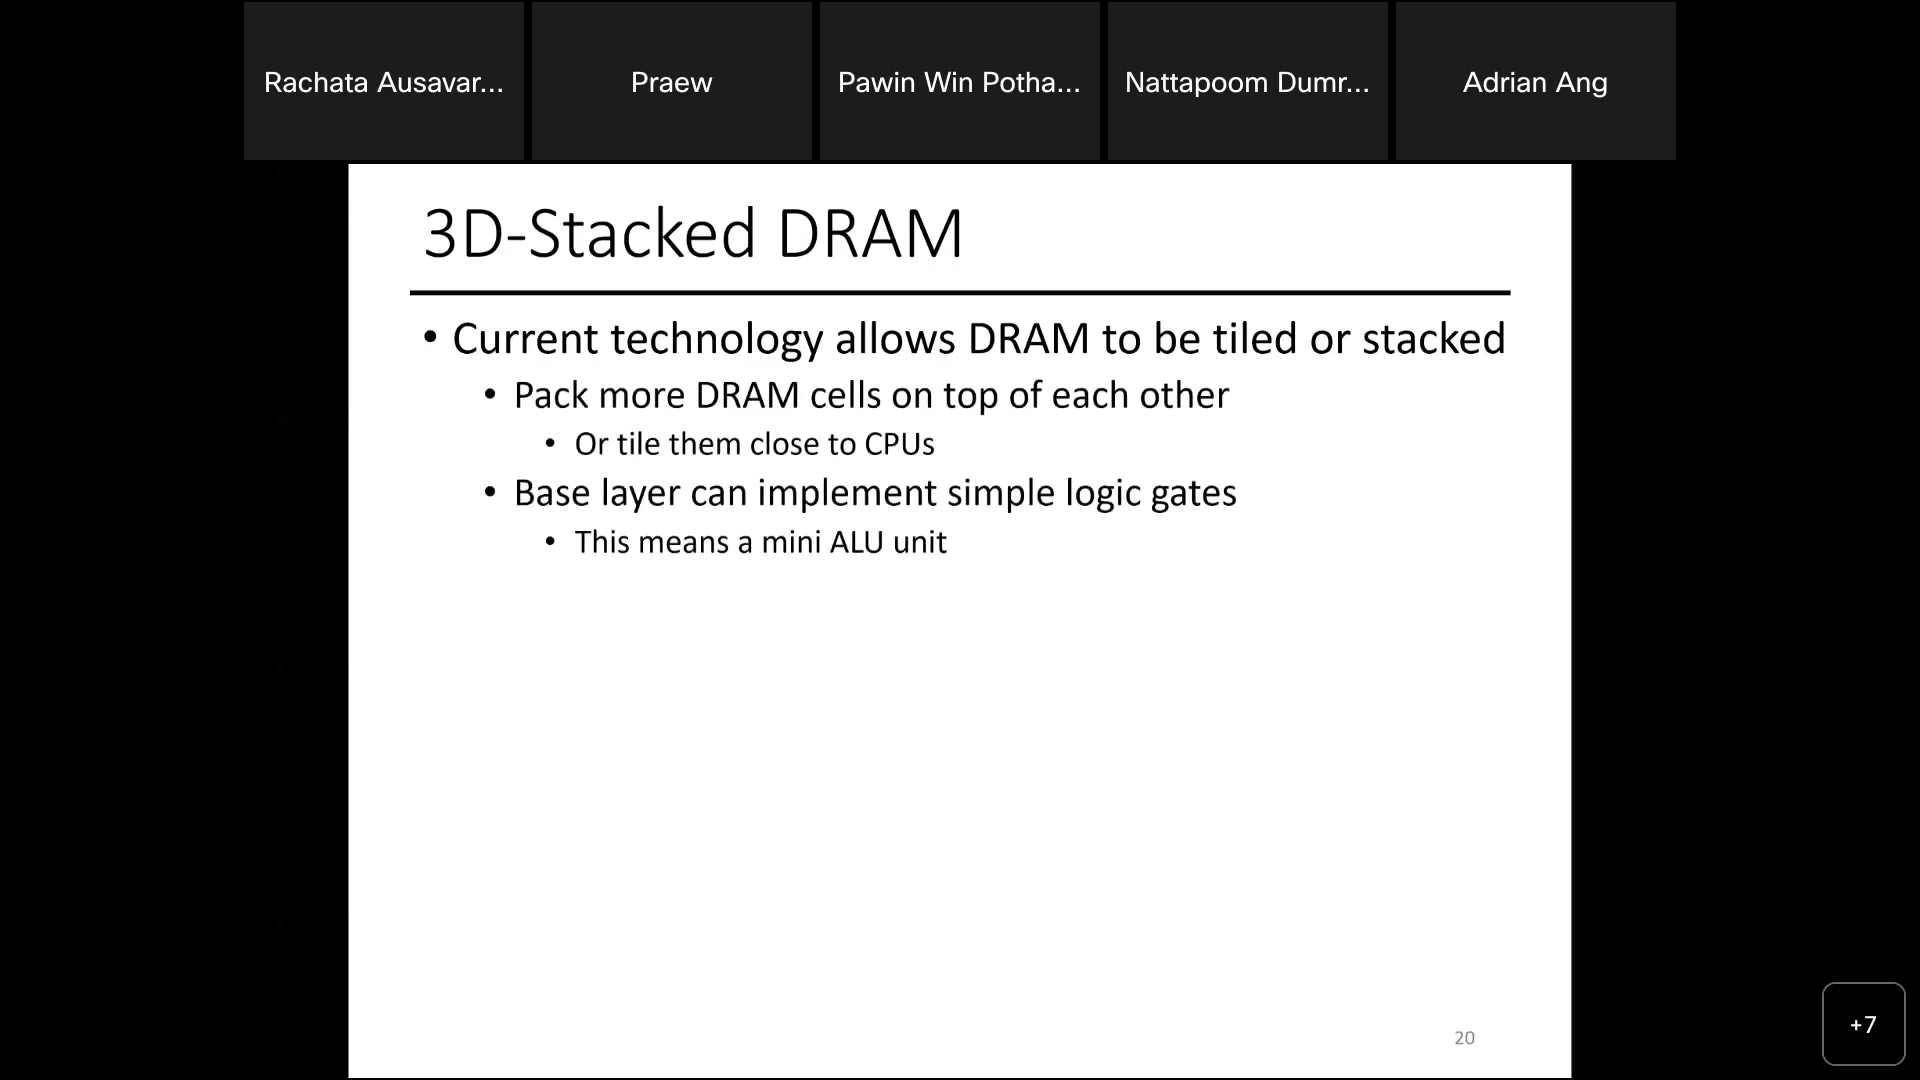 Rachata Ausavar...
Praew
Pawin Win Potha...
Nattapoom Dumr...
Adrian Ang
3D-Stacked DRAM
• Current technology allows DRAM to be tiled or stacked
• Pack more DRAM cells on top of each other
• Or tile them close to CPUs
• Base layer can implement simple logic gates
• This means a mini ALU unit
20
+7